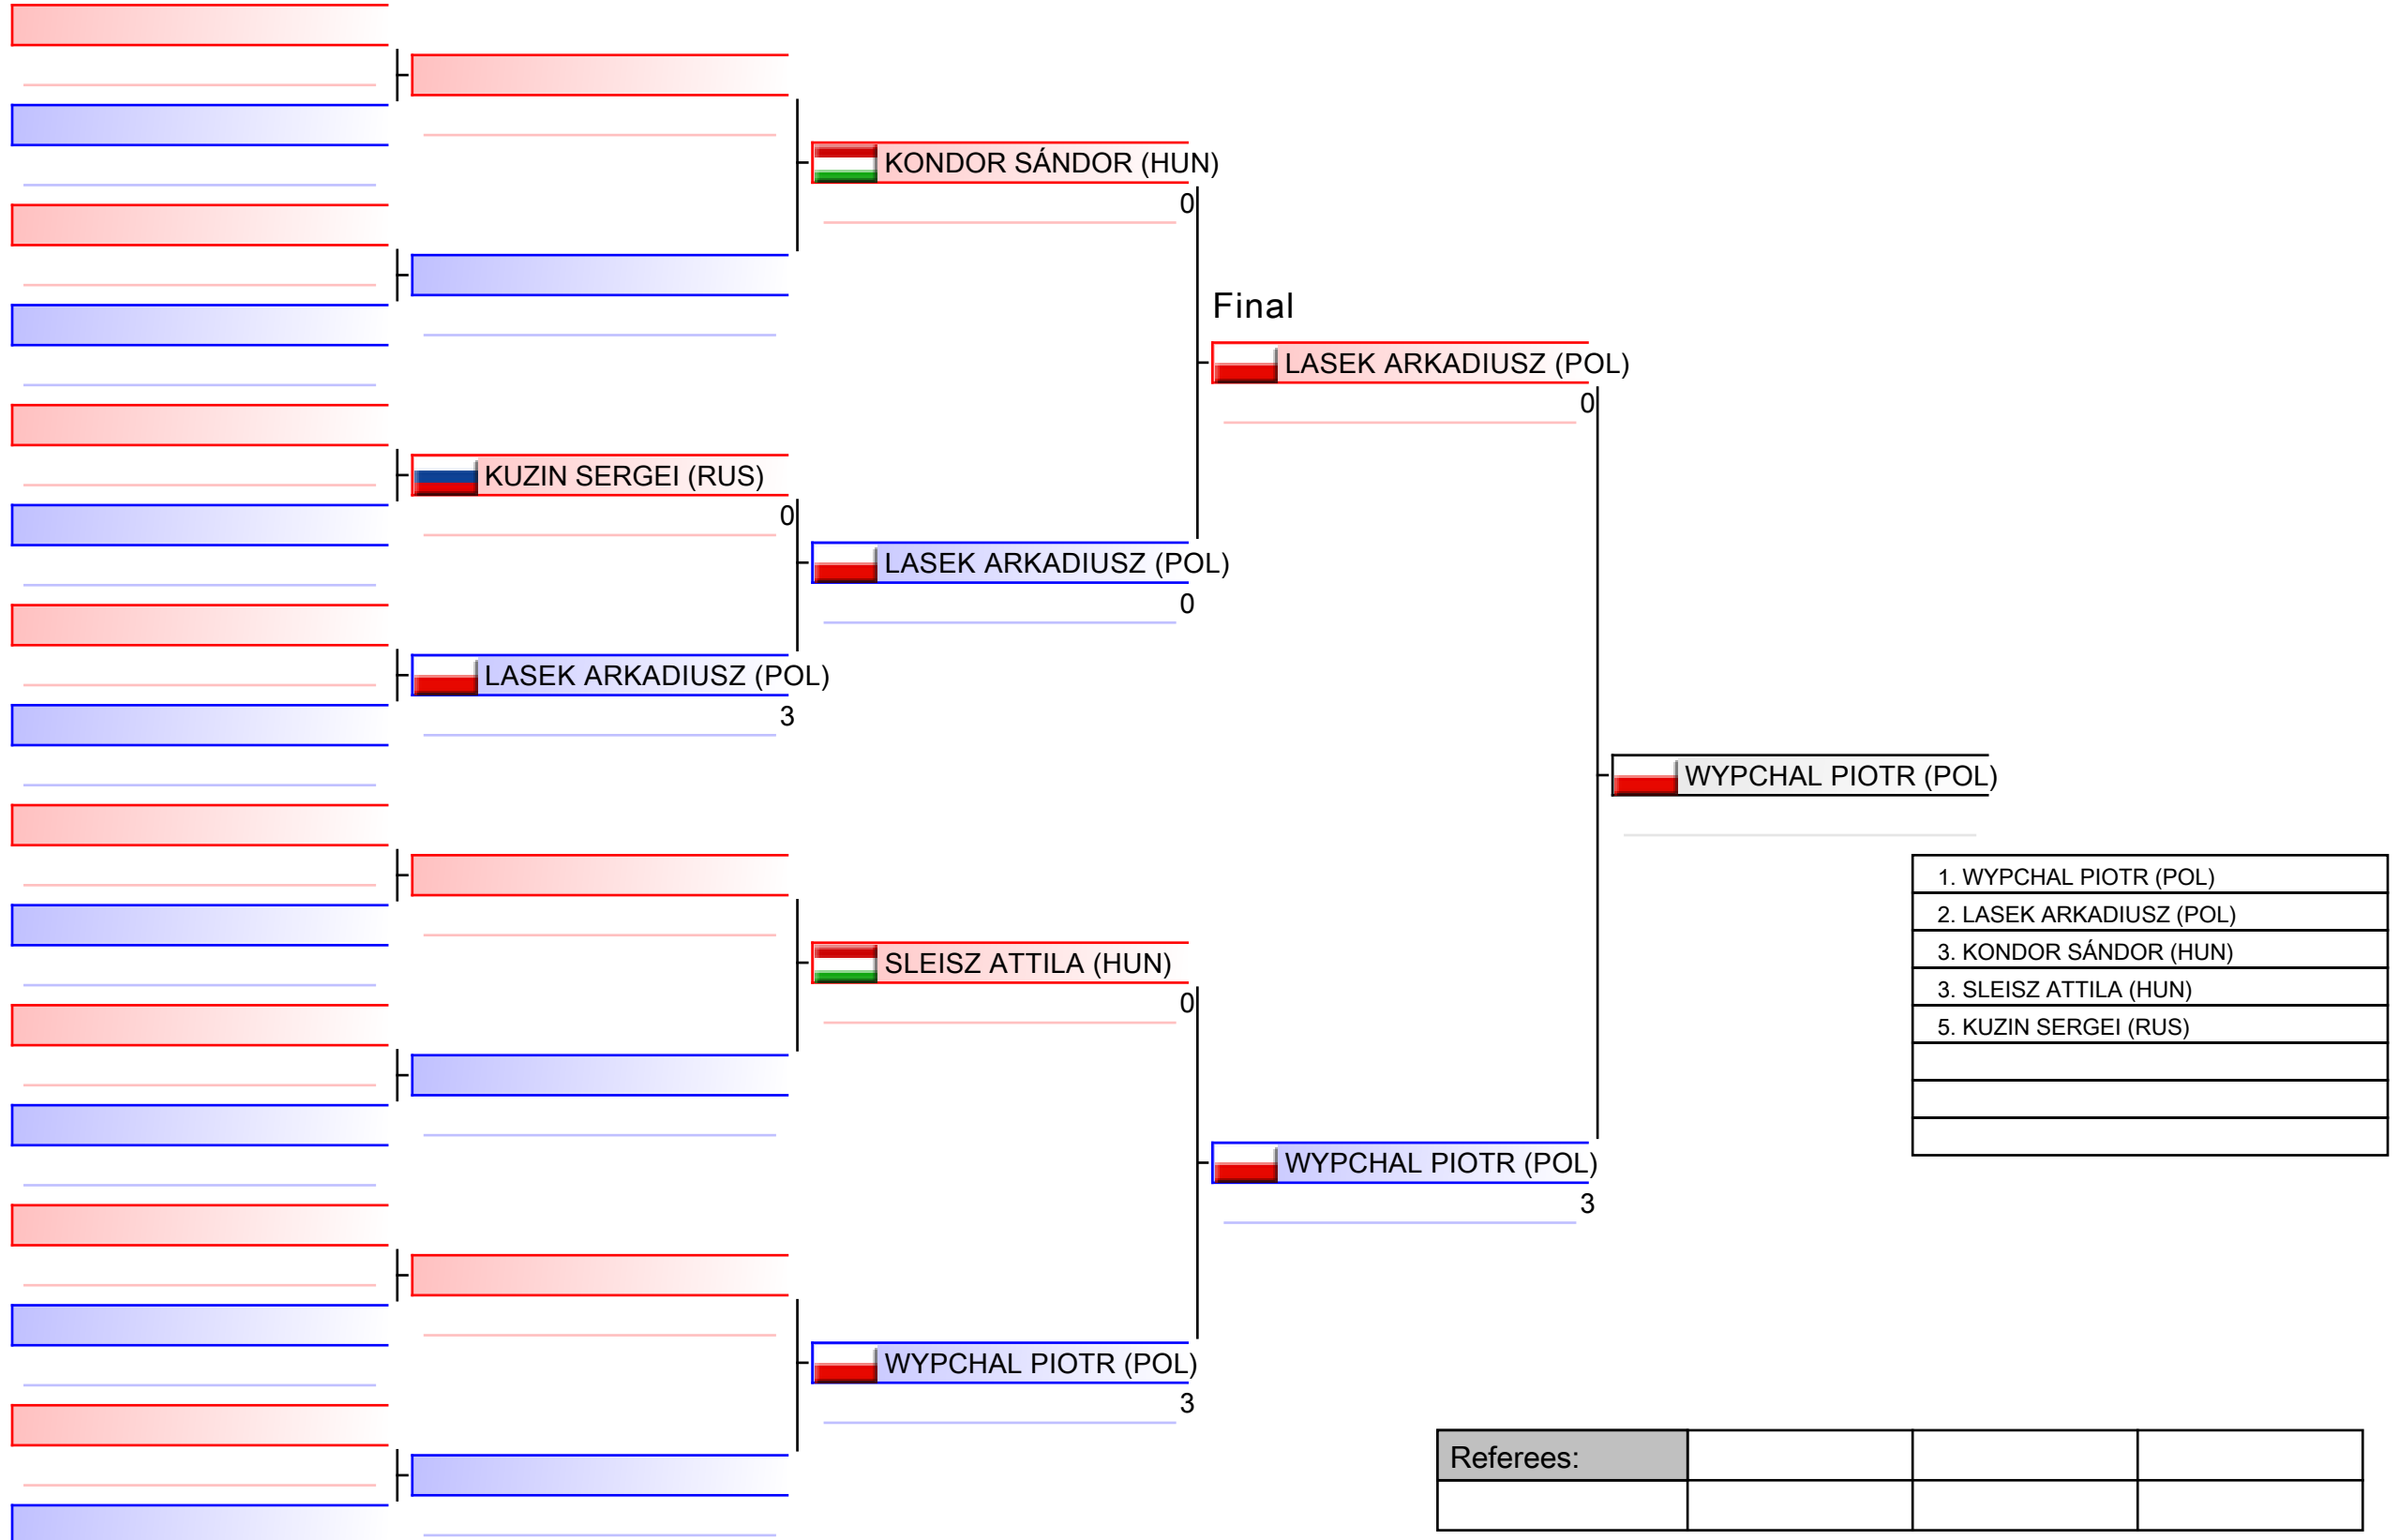 KONDOR SÁNDOR (HUN)
0
Final
LASEK ARKADIUSZ (POL)
0
KUZIN SERGEI (RUS)
0
LASEK ARKADIUSZ (POL)
0
LASEK ARKADIUSZ (POL)
3
WYPCHAL PIOTR (POL)
1. WYPCHAL PIOTR (POL)
2. LASEK ARKADIUSZ (POL)
3. KONDOR SÁNDOR (HUN)
3. SLEISZ ATTILA (HUN)
5. KUZIN SERGEI (RUS)
SLEISZ ATTILA (HUN)
0
WYPCHAL PIOTR (POL)
3
WYPCHAL PIOTR (POL)
3
Referees: